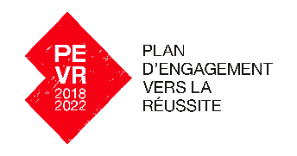 PE
VR
2018
2022
PLAN
D'ENGAGEMENT
VERS LA
RÉUSSITE